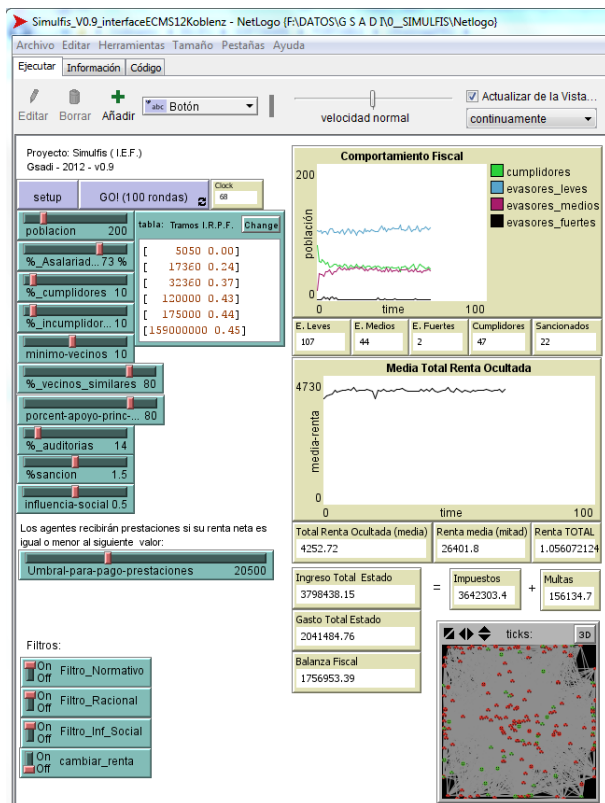 Simulfis_V0.9_interfaceECMS12Koblenz - NetLogo {F:\DATOS\G S A D I\0__SIMULFIS\Netlogo}
Archivo Editar Herramientas Tamaño Pestañas Ayuda
Ejecutar Información Código
Editar Borrar Añadir abc Botón velocidad normal Actualizar de la Vista...
continuamente
Proyecto: Simulfis ( I.E.F.)
Gsadi - 2012 - v0.9
setup GO! (100 rondas) Clock 68
poblacion 200
%_Asalariad... 73 %
%_cumplidores 10
%_incumplidor... 10
minimo-vecinos 10
%_vecinos_similares 80
porcent-apoyo-princ-... 80
%_auditorias 14
%sancion 1.5
influencia-social 0.5
tabla: Tramos I.R.P.F. Change
[ 5050 0.00]
[ 17360 0.24]
[ 32360 0.37]
[ 120000 0.43]
[ 175000 0.44]
[159000000 0.45]
Los agentes recibirán prestaciones si su renta neta es
igual o menor al siguiente valor:
Umbral-para-pago-prestaciones 20500
Filtros:
On Off Filtro_Normativo
On Off Filtro_Racional
On Off Filtro_Inf_Social
On Off cambiar_renta
Comportamiento Fiscal
200
población
0
0 time 100
cumplidores
evasores_leves
evasores_medios
evasores_fuertes
E. Leves E. Medios E. Fuertes Cumplidores Sancionados
107 44 2 47 22
Media Total Renta Ocultada
4730
media-renta
0
0 time 100
Total Renta Ocultada (media) Renta media (mitad) Renta TOTAL
4252.72 26401.8 1.056072124
Ingreso Total Estado Impuestos Multas
3798438.15 = 3642303.4 + 156134.7
Gasto Total Estado
2041484.76
Balanza Fiscal
1756953.39
ticks: 3D